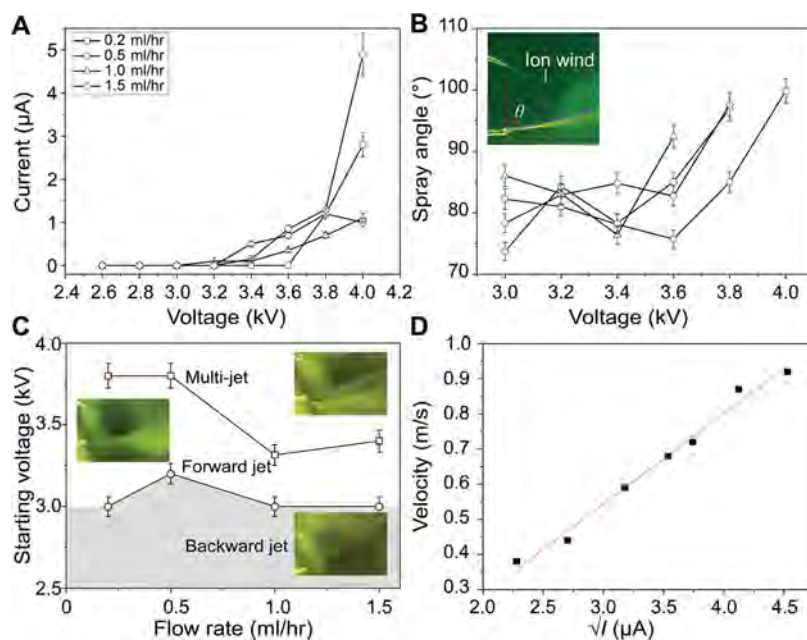 A
Current (μA)
5
4
3
2
1
0
0.2 ml/hr
0.5 ml/hr
1.0 ml/hr
1.5 ml/hr
2.4 2.6 2.8 3.0 3.2 3.4 3.6 3.8 4.0 4.2
Voltage (kV)
B
Spray angle (°)
110
100
90
80
70
Ion wind
θ
3.0 3.2 3.4 3.6 3.8 4.0
Voltage (kV)
C
Starting voltage (kV)
4.0
3.5
3.0
2.5
Multi-jet
Forward jet
Backward jet
0 0.5 1.0 1.5
Flow rate (ml/hr)
D
Velocity (m/s)
1.0
0.9
0.8
0.7
0.6
0.5
0.4
0.3
2.0 2.5 3.0 3.5 4.0 4.5
√I (μA)